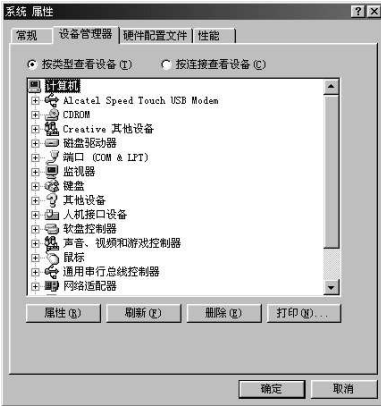 系统 属性
常规 设备管理器 硬件配置文件 性能
按类型查看设备(T) 按连接查看设备(C)
计算机
Alcatel Speed Touch USB Modem
CDROM
Creative 其他设备
磁盘驱动器
端口 (COM & LPT)
监视器
键盘
其他设备
人机接口设备
软盘控制器
声音、视频和游戏控制器
鼠标
通用串行总线控制器
网络适配器
属性(R) 刷新(F) 删除(E) 打印(N)...
确定 取消